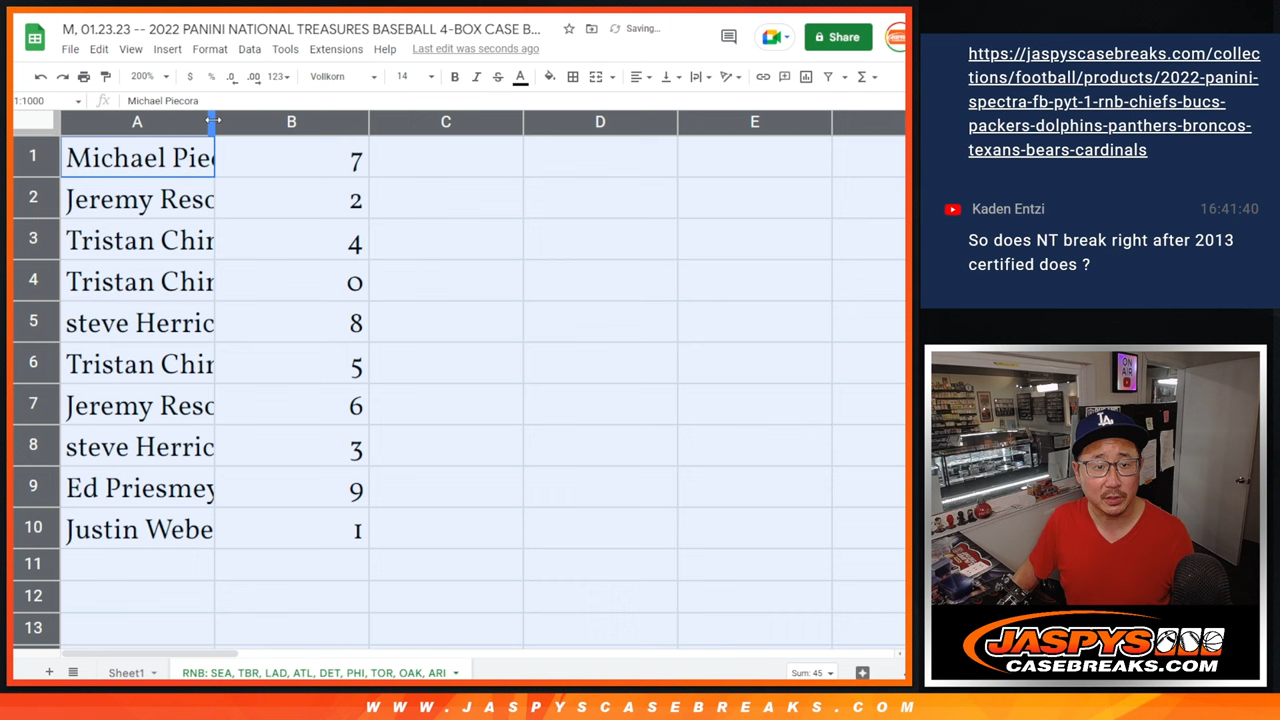 M, 01.23.23 -- 2022 PANINI NATIONAL TREASURES BASEBALL 4-BOX CASE B...
Saving...
File Edit View Insert Format Data Tools Extensions Help Last edit was seconds ago
Share
200% $ % .0 .00 123 Vollkorn 14 B I S A
1:1000 fx Michael Piecora
A B C D E
1 Michael Piec 7
2 Jeremy Reso 2
3 Tristan Chir 4
4 Tristan Chir 0
5 steve Herric 8
6 Tristan Chir 5
7 Jeremy Reso 6
8 steve Herric 3
9 Ed Priesmey 9
10 Justin Webe 1
11
12
13
Sheet1 RNB: SEA, TBR, LAD, ATL, DET, PHI, TOR, OAK, ARI Sum: 45
https://jaspyscasebreaks.com/collec
tions/football/products/2022-panini-
spectra-fb-pyt-1-rnb-chiefs-bucs-
packers-dolphins-panthers-broncos-
texans-bears-cardinals
Kaden Entzi 16:41:40
So does NT break right after 2013
certified does ?
ON
AIR
LA
JASPYS
CASEBREAKS.COM
WWW.JASPYSCASEBREAKS.COM